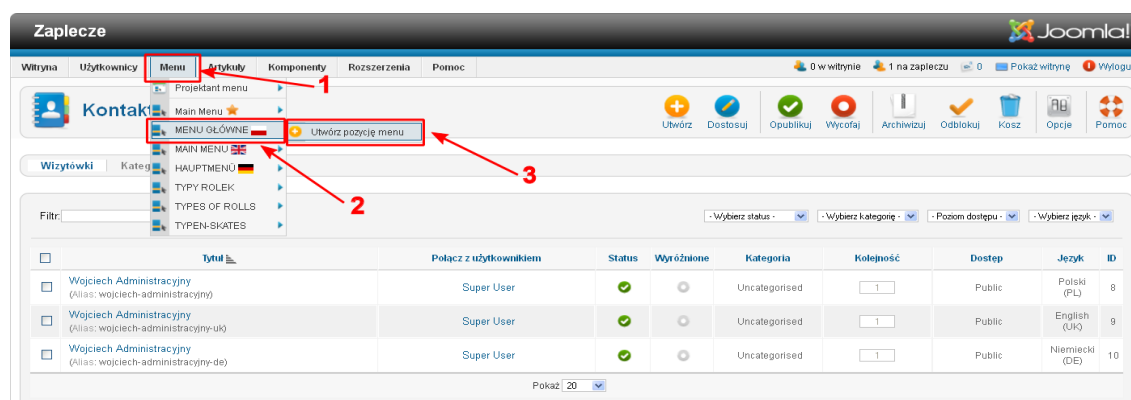 Zaplecze
Joomla!
Witryna Użytkownicy Menu Artykuły Komponenty Rozszerzenia Pomoc 0 w witrynie 1 na zapleczu 0 Pokaż witrynę Wylogu
1
Projektant menu
Main Menu
MENU GŁÓWNE
Utwórz pozycję menu
MAIN MENU
HAUPTMENÜ
TYPY ROLEK
TYPES OF ROLLS
TYPEN-SKATES
2
3
Kontakt
Utwórz Dostosuj Opublikuj Wycofaj Archiwizuj Odblokuj Kosz Opcje Pomoc
Wizytówki Kateg
Filtr:
- Wybierz status - - Wybierz kategorię - - Poziom dostępu - - Wybierz język -
Tytuł Połącz z użytkownikiem Status Wyróżnione Kategoria Kolejność Dostęp Język ID
Wojciech Administracyjny
(Alias: wojciech-administracyjny)
Super User Uncategorised 1 Public Polski (PL) 8
Wojciech Administracyjny
(Alias: wojciech-administracyjny-uk)
Super User Uncategorised 1 Public English (UK) 9
Wojciech Administracyjny
(Alias: wojciech-administracyjny-de)
Super User Uncategorised 1 Public Niemiecki (DE) 10
Pokaż 20